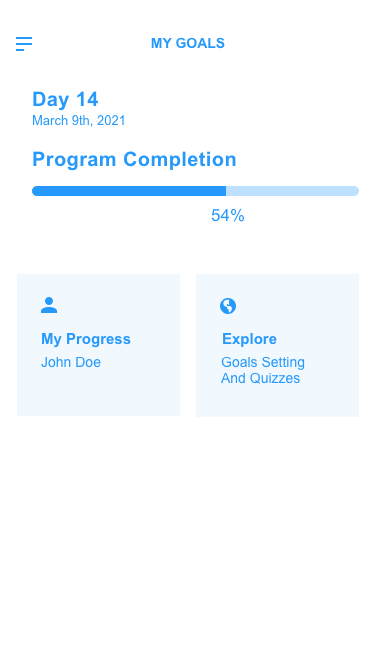 MY GOALS
Day 14
March 9th, 2021
Program Completion
54%
My Progress
John Doe
Explore
Goals Setting
And Quizzes